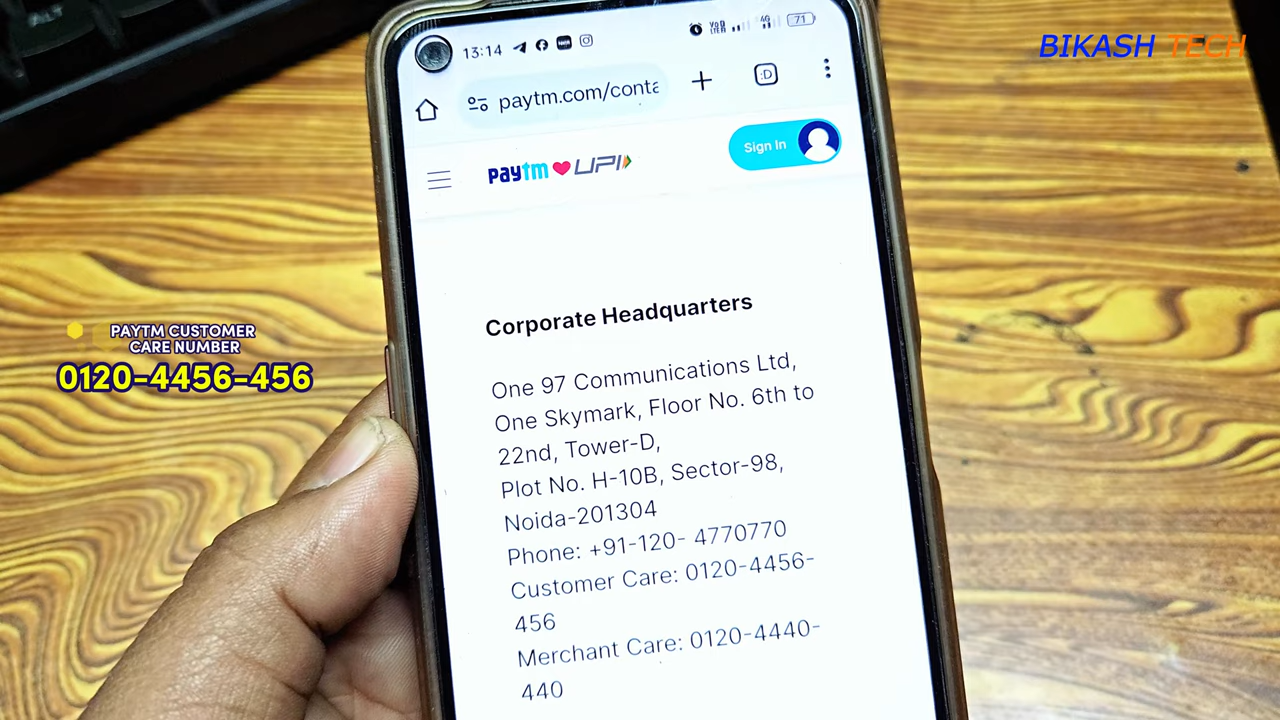 BIKASH TECH
13:14
4G
71
paytm.com/conta
paytm UPI
Sign In
Corporate Headquarters
One 97 Communications Ltd,
One Skymark, Floor No. 6th to
22nd, Tower-D,
Plot No. H-10B, Sector-98,
Noida-201304
Phone: +91-120- 4770770
Customer Care: 0120-4456-
456
Merchant Care: 0120-4440-
440
PAYTM CUSTOMER
CARE NUMBER
0120-4456-456